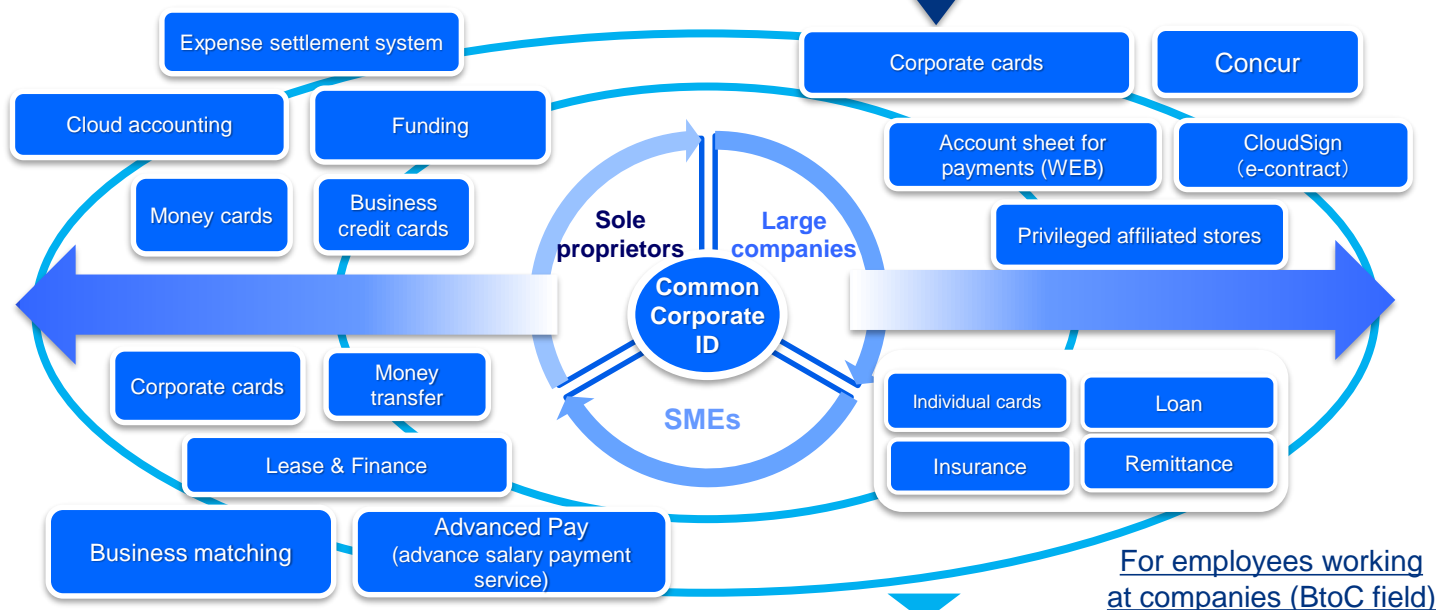 Expense settlement system
Corporate cards
Concur
Cloud accounting
Funding
Account sheet for
payments (WEB)
CloudSign
（e-contract）
Money cards
Business
credit cards
Sole
proprietors
Large
companies
Privileged affiliated stores
Common
Corporate
ID
Corporate cards
Money
transfer
SMEs
Individual cards
Loan
Lease & Finance
Insurance
Remittance
Business matching
Advanced Pay
(advance salary payment
service)
For employees working
at companies (BtoC field)